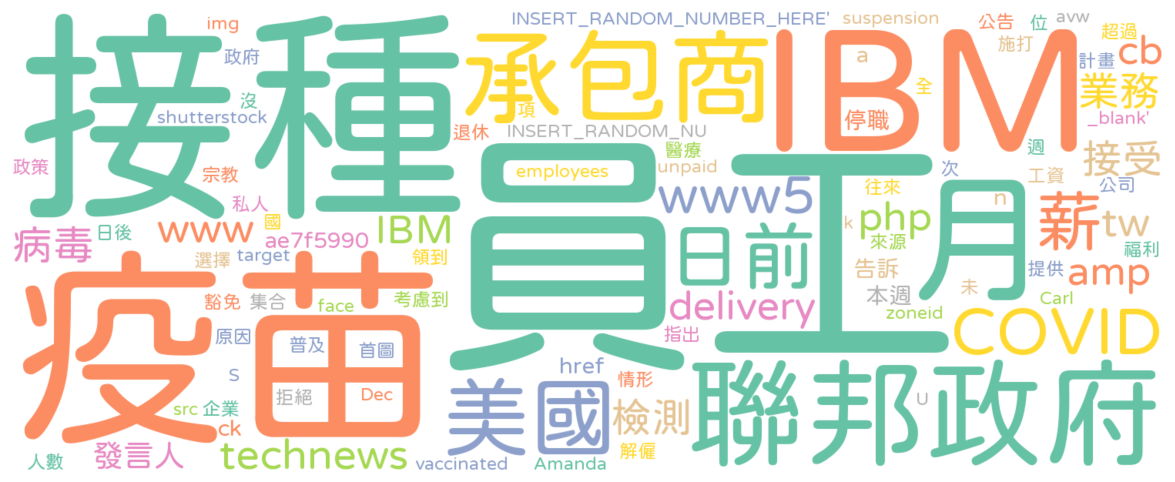 接種
員工
疫苗
IBM
聯邦政府
月
承包商
COVID
美國
日前
薪
www5
delivery
technews
病毒
www
IBM
php
tw
amp
cb
業務
接受
檢測
發言人
ae7f5990
href
img
政府
沒
shutterstock
政策
宗教
私人
國
日後
選擇
target
領到
豁免
集合
face
考慮到
原因
普及
首圖
S
拒絕
Dec
src
企業
ck
人數
vaccinated
Amanda
解僱
情形
指出
INSERT_RANDOM_NUMBER_HERE'
suspension
公告
位
avw
超過
施打
計畫
a
全
項
停職
退休
INSERT_RANDOM_NU
醫療
unpaid
employees
_blank'
週
次
工資
公司
往來
k
n
來源
告訴
本週
未
提供
福利
zoneid
Carl
U